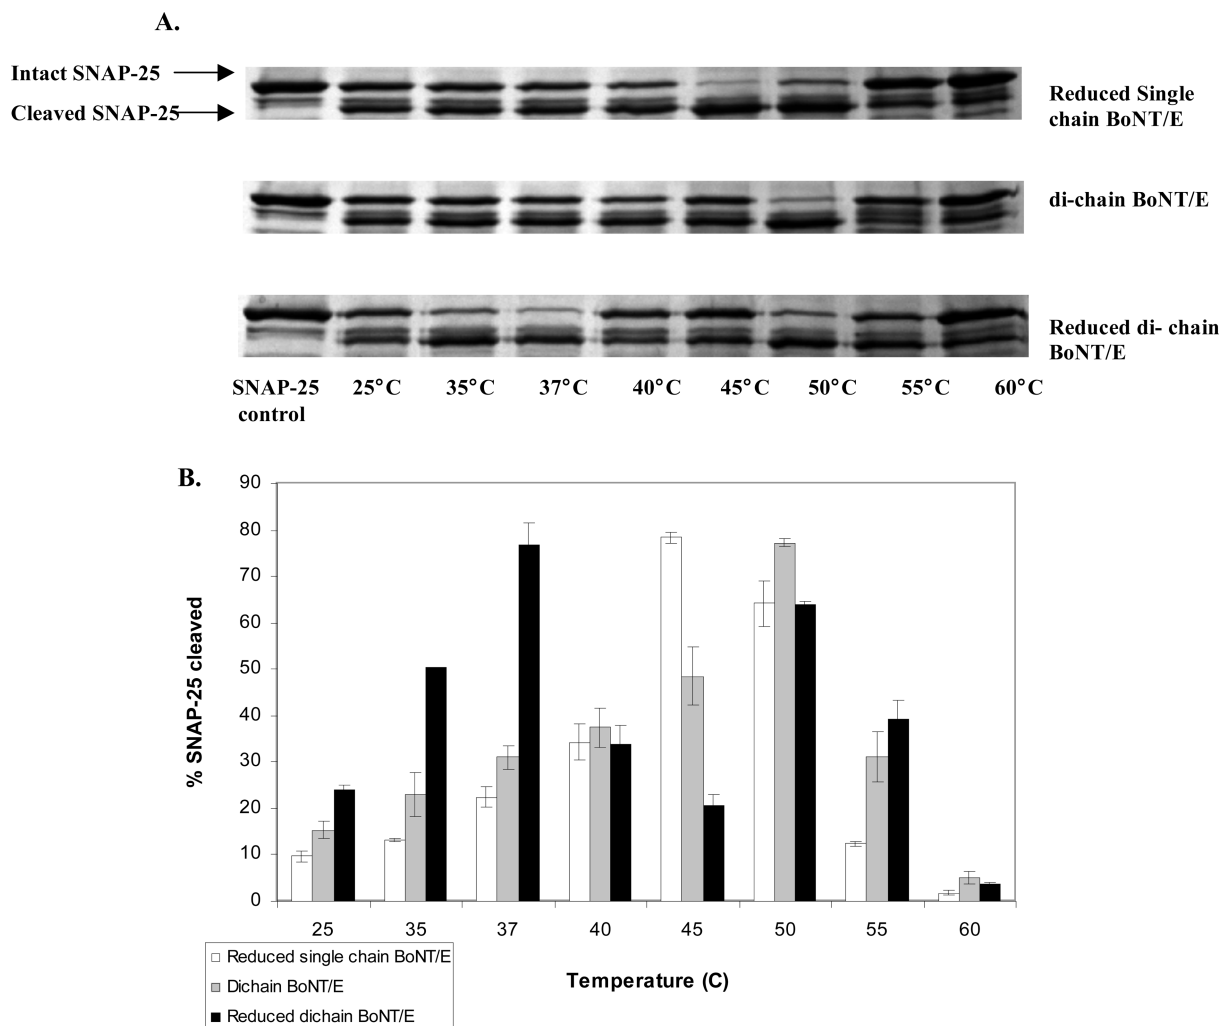 A.
Intact SNAP-25
Cleaved SNAP-25
Reduced Single
chain BoNT/E
di-chain BoNT/E
Reduced di- chain
BoNT/E
SNAP-25
control
25°C
35°C
37°C
40°C
45°C
50°C
55°C
60°C
B.
% SNAP-25 cleaved
90
80
70
60
50
40
30
20
10
0
25
35
37
40
45
50
55
60
Temperature (C)
Reduced single chain BoNT/E
Dichain BoNT/E
Reduced dichain BoNT/E